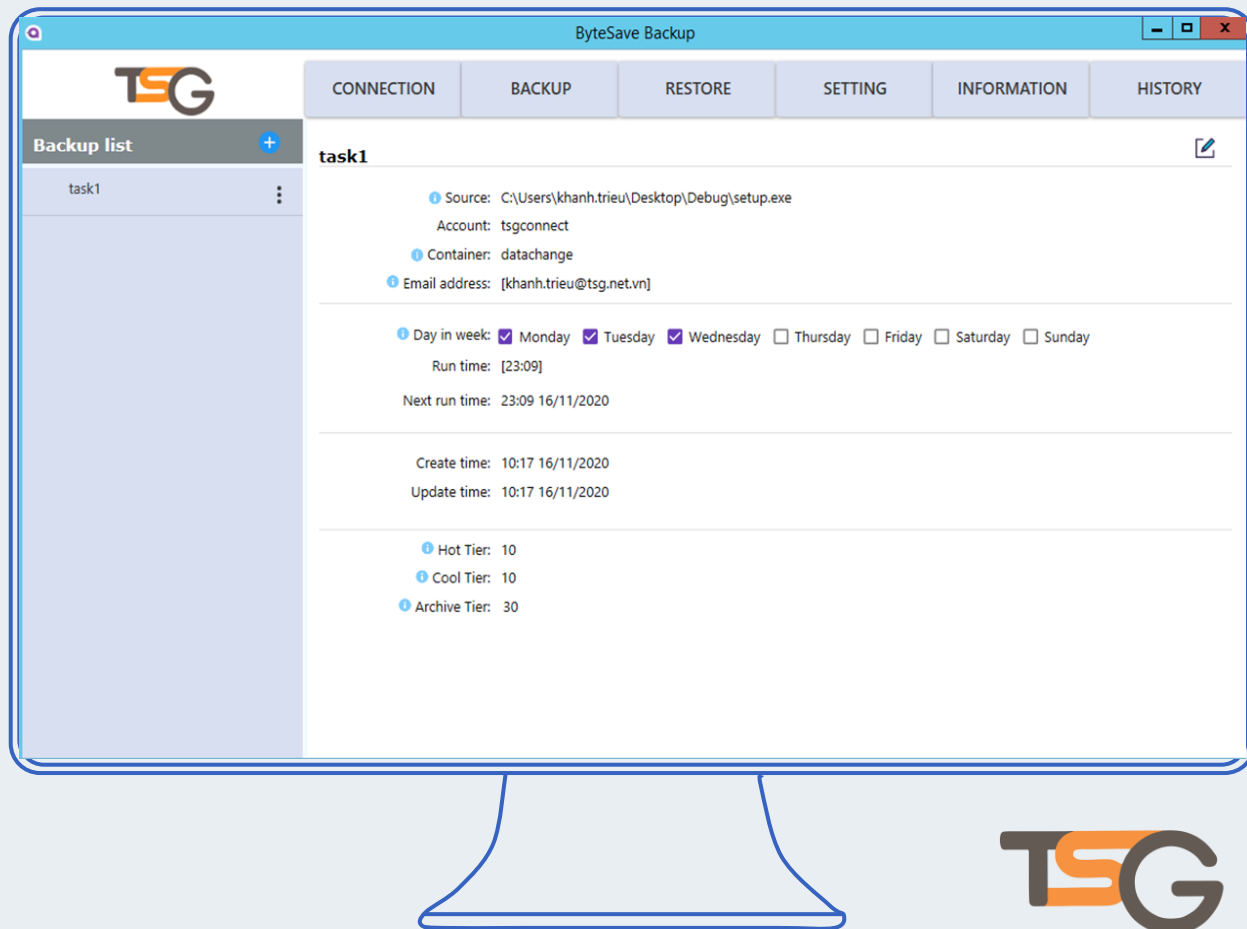 ByteSave Backup
TSG
CONNECTION BACKUP RESTORE SETTING INFORMATION HISTORY
Backup list
task1
task1
Source: C:\Users\khanh.trieu\Desktop\Debug\setup.exe
Account: tsgconnect
Container: datachange
Email address: [khanh.trieu@tsg.net.vn]
Day in week: Monday Tuesday Wednesday Thursday Friday Saturday Sunday
Run time: [23:09]
Next run time: 23:09 16/11/2020
Create time: 10:17 16/11/2020
Update time: 10:17 16/11/2020
Hot Tier: 10
Cool Tier: 10
Archive Tier: 30
TSG